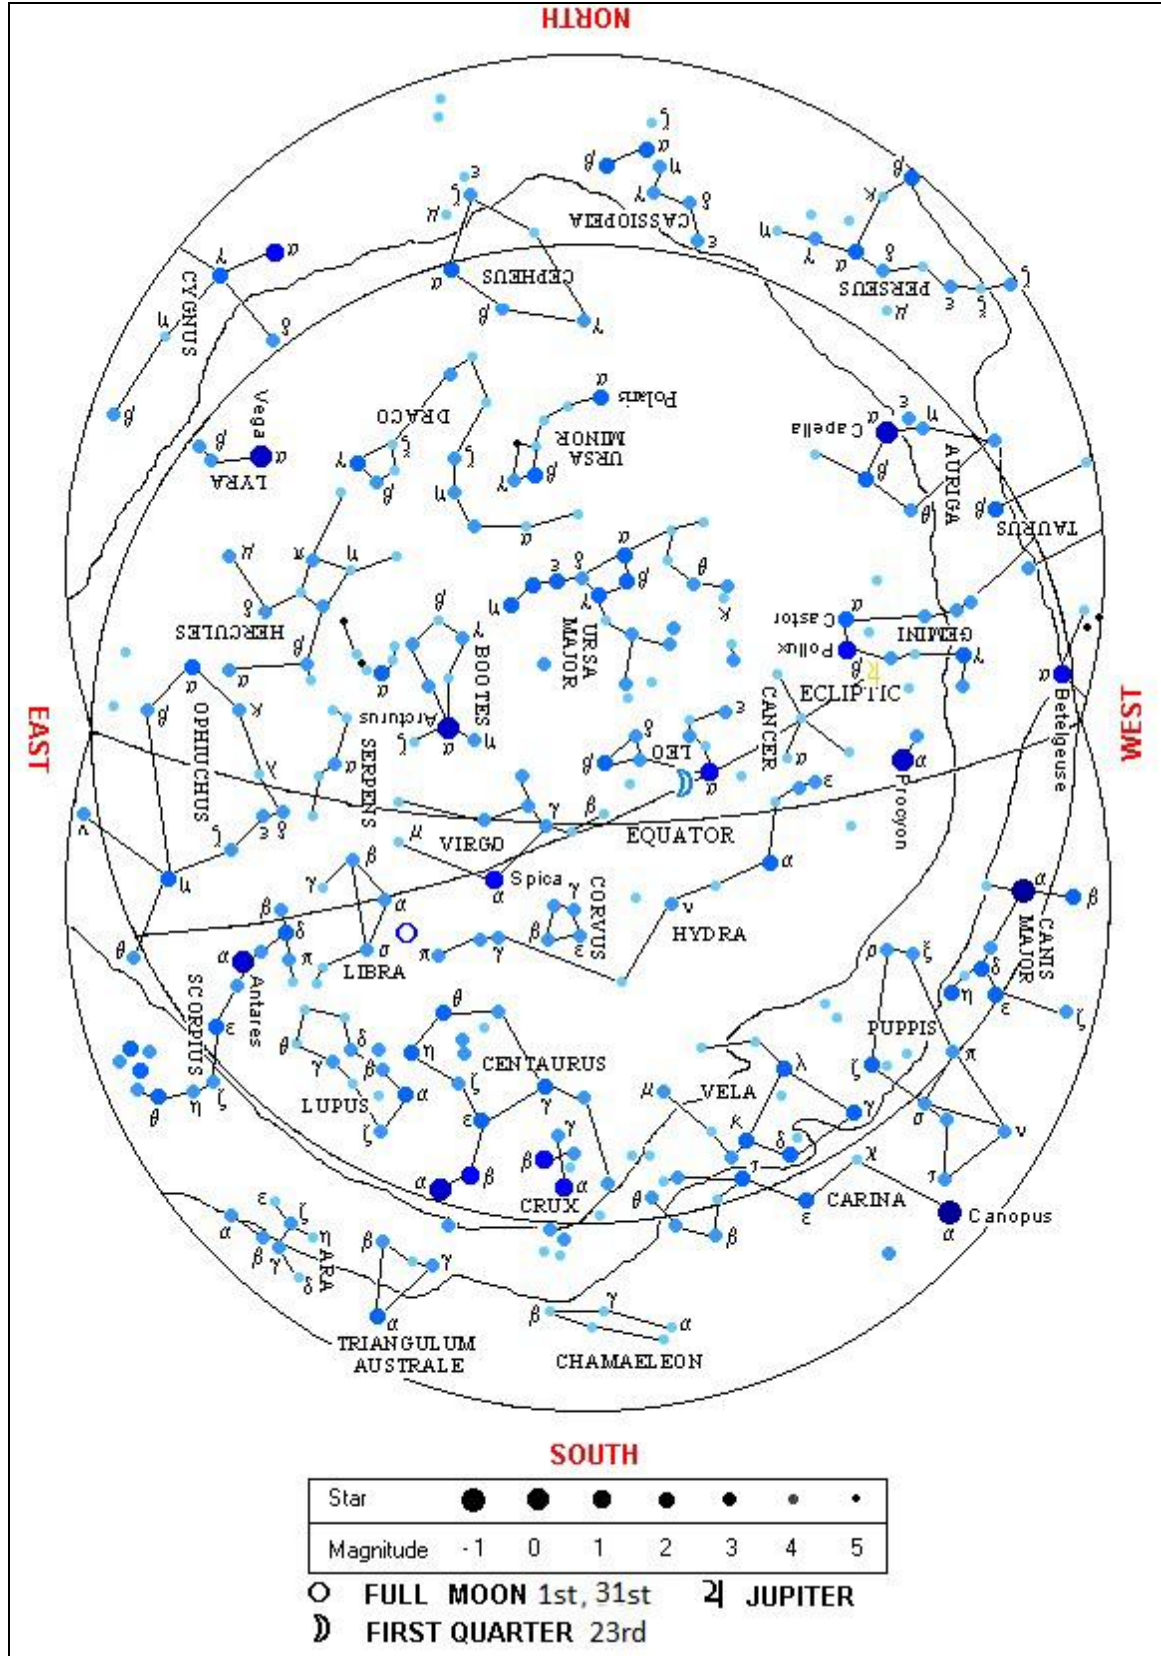 NORTH
ζ
α
β
η
γ
δ
CASSIOPEIA
ε
ε
ζ
μ
CEPHEUS
α
β
γ
β
κ
η
γ
α
δ
PERSEUS
ε
ξ
ζ
μ
α
γ
CYGNUS
η
δ
β
Vega
β
α
LYRA
DRACO
ξ
γ
β
ζ
η
α
α
Polaris
URSA
MINOR
γ
β
ε
η
α
Capella
β
θ
AURIGA
β
TAURUS
μ
π
η
δ
HERCULES
β
α
β
γ
BOOTES
Arcturus
ζ
α
η
α
δ
ε
β
γ
η
θ
κ
URSA
MAJOR
Castor
Pollux
β
GEMINI
γ
ECLIPTIC
α
Betelgeuse
EAST
WEST
α
β
κ
OPHIUCHUS
λ
SERPENS
α
δ
ε
ζ
ν
μ
θ
δ
ε
β
LEO
α
CANCER
α
α
Procyon
ε
β
γ
VIRGO
EQUATOR
μ
β
γ
α
σ
LIBRA
Spica
α
CORVUS
γ
β
ε
π
γ
α
ν
HYDRA
α
β
CANIS
MAJOR
δ
η
ε
ζ
β
δ
α
π
Antares
SCORPIUS
ε
θ
η
ζ
θ
δ
γ
β
LUPUS
α
ζ
θ
η
CENTAURUS
ζ
γ
ε
α
β
γ
β
α
CRUX
ρ
ξ
PUPPIS
ζ
π
σ
ν
τ
μ
VELA
λ
κ
δ
γ
χ
θ
ε
CARINA
β
Canopus
α
ε
ζ
α
η
β
γ
δ
ARA
β
γ
α
TRIANGULUM
AUSTRALE
γ
β
α
CHAMAELEON
SOUTH
Star
Magnitude -1 0 1 2 3 4 5
FULL MOON 1st, 31st ♃ JUPITER
FIRST QUARTER 23rd